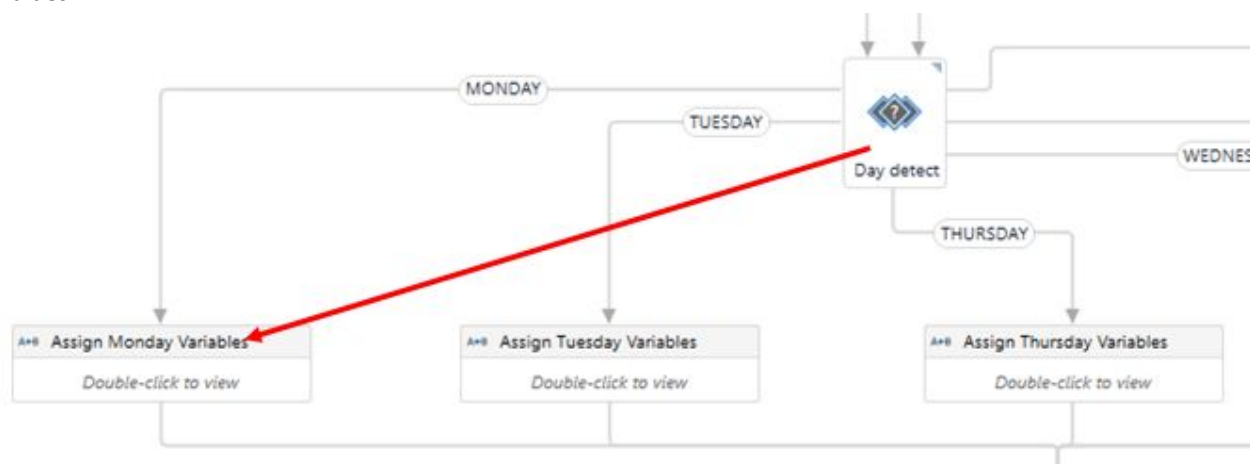 MONDAY
TUESDAY
?
Day detect
WEDNES
THURSDAY
Assign Monday Variables
Assign Tuesday Variables
Assign Thursday Variables
Double-click to view
Double-click to view
Double-click to view